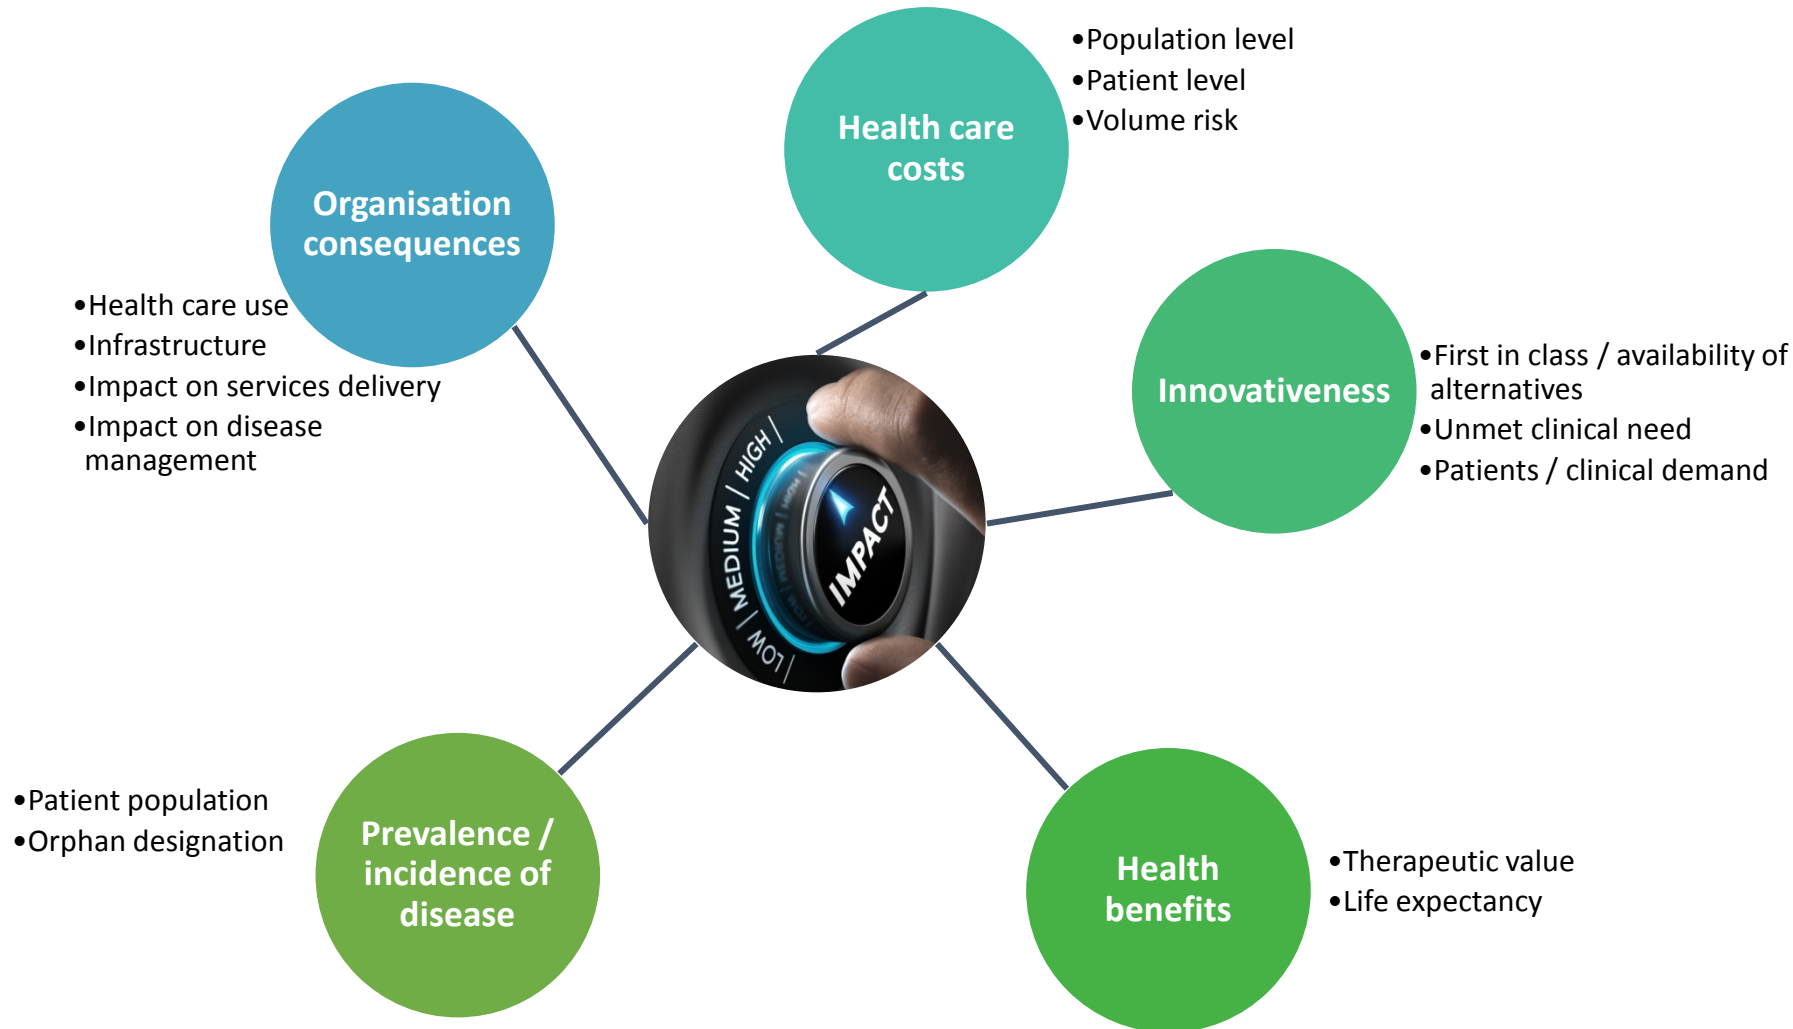 Health care
costs
•Population level
•Patient level
•Volume risk
Organisation
consequences
•Health care use
•Infrastructure
•Impact on services delivery
•Impact on disease
management
Innovativeness
•First in class / availability of
alternatives
•Unmet clinical need
•Patients / clinical demand
LOW | MEDIUM | HIGH |
IMPACT
Prevalence /
incidence of
disease
•Patient population
•Orphan designation
Health
benefits
•Therapeutic value
•Life expectancy